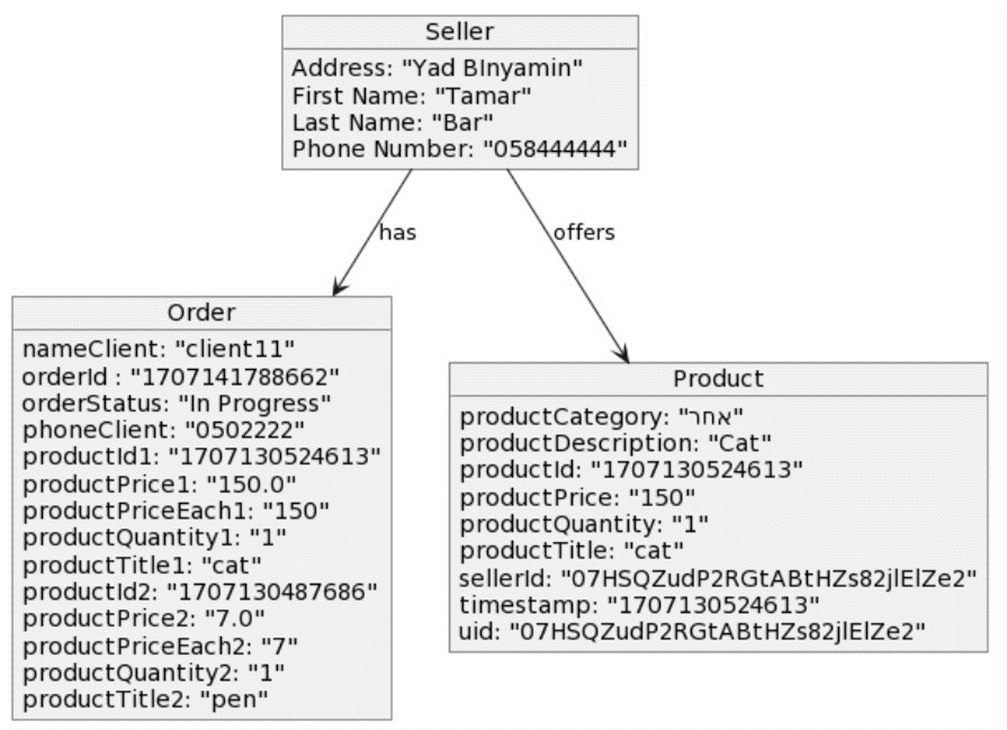 Seller
Address: "Yad BInyamin"
First Name: "Tamar"
Last Name: "Bar"
Phone Number: "058444444"
has
offers
Order
nameClient: "client11"
orderId : "1707141788662"
orderStatus: "In Progress"
phoneClient: "0502222"
productId1: "1707130524613"
productPrice1: "150.0"
productPriceEach1: "150"
productQuantity1: "1"
productTitle1: "cat"
productId2: "1707130487686"
productPrice2: "7.0"
productPriceEach2: "7"
productQuantity2: "1"
productTitle2: "pen"
Product
productCategory: "אחר"
productDescription: "Cat"
productId: "1707130524613"
productPrice: "150"
productQuantity: "1"
productTitle: "cat"
sellerId: "07HSQZudP2RGtABtHZs82jlElZe2"
timestamp: "1707130524613"
uid: "07HSQZudP2RGtABtHZs82jlElZe2"